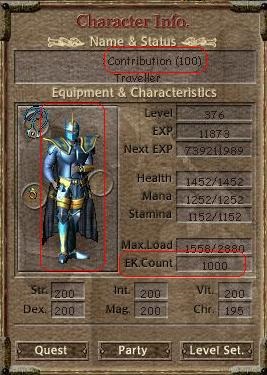 Character Info.
Name & Status
Contribution (100)
Traveller
Equipment & Characteristics
Level 376
EXP 11873
Next EXP 739211989
Health 1452/1452
Mana 1252/1252
Stamina 1152/1152
Max.Load 1558/2880
EK.Count 1000
Str. 200 Int. 200 Vit. 200
Dex. 200 Mag. 200 Chr. 195
Quest Party Level Set.